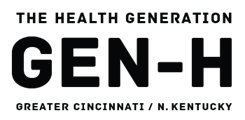 THE HEALTH GENERATION
GEN-H
GREATER CINCINNATI / N. KENTUCKY